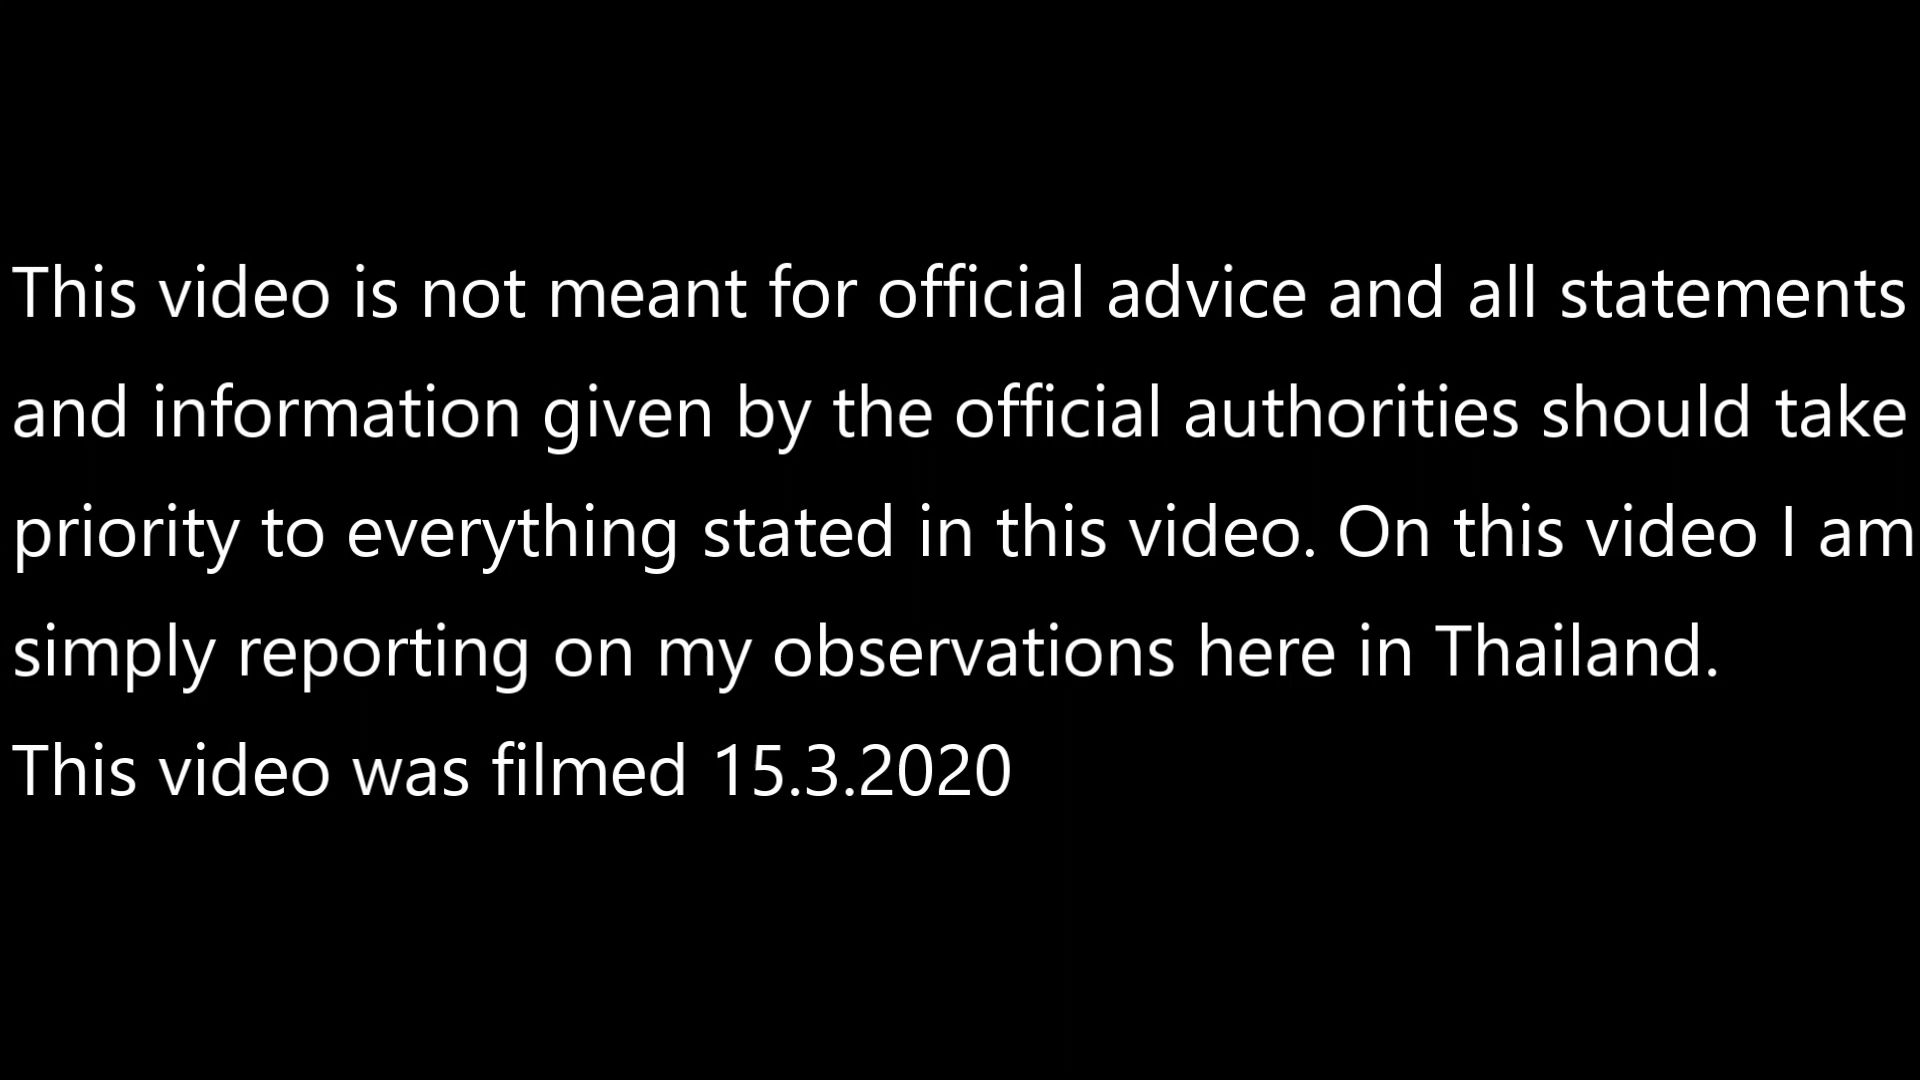 This video is not meant for official advice and all statements
and information given by the official authorities should take
priority to everything stated in this video. On this video I am
simply reporting on my observations here in Thailand.
This video was filmed 15.3.2020